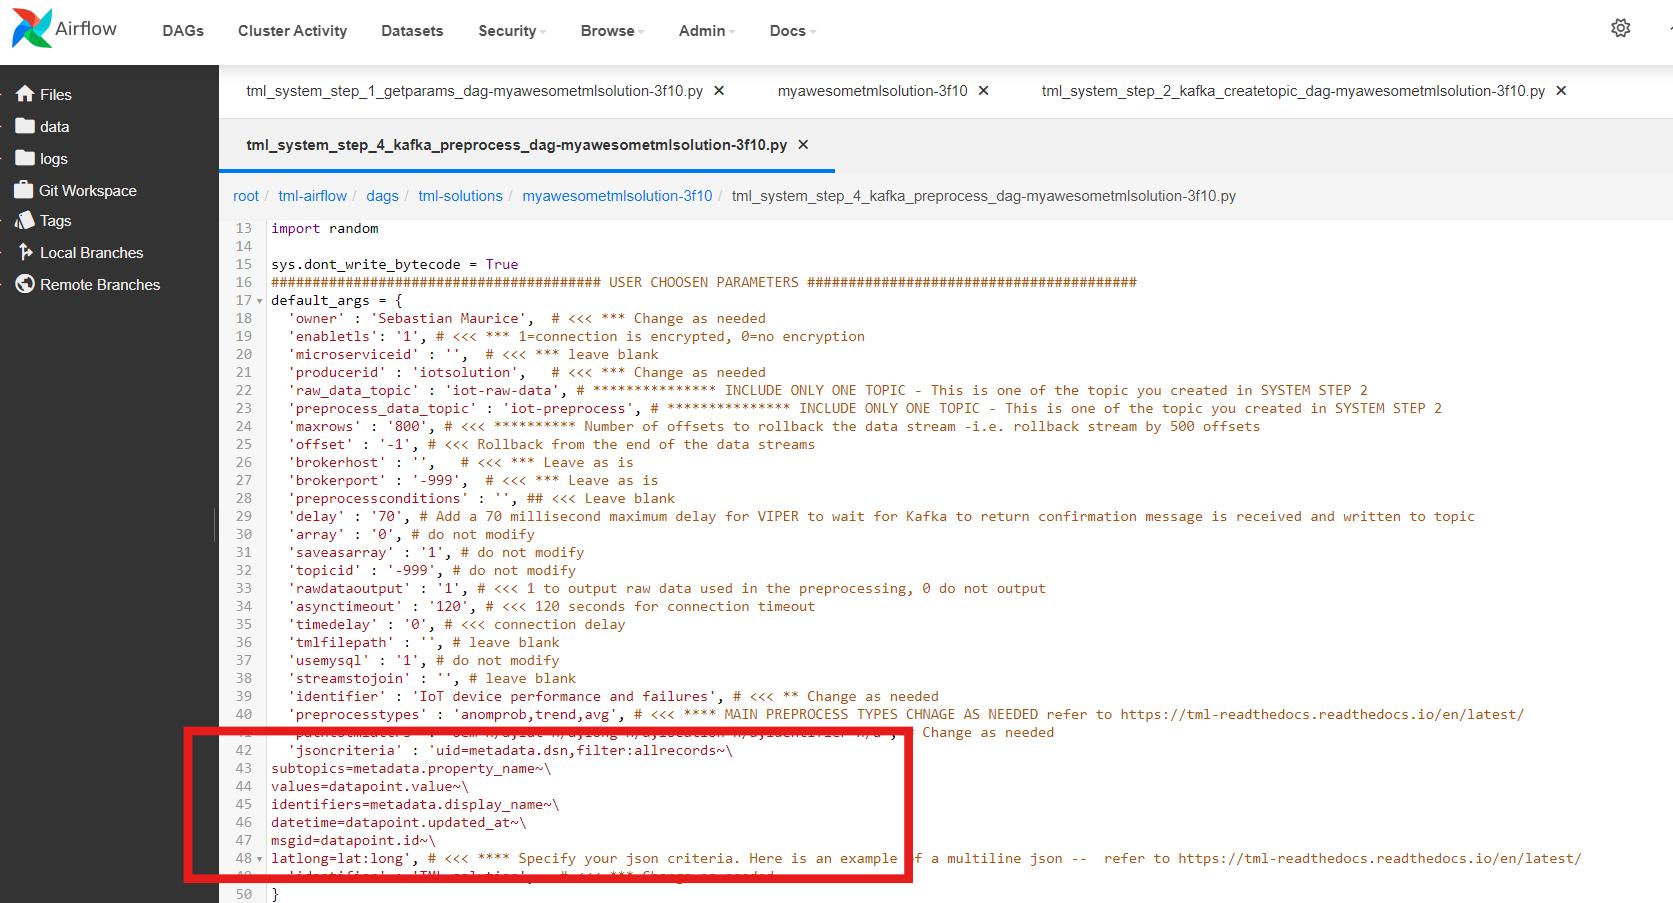 Airflow
DAGs
Cluster Activity
Datasets
Security
Browse
Admin
Docs
Files
data
logs
Git Workspace
Tags
Local Branches
Remote Branches
tml_system_step_1_getparams_dag-myawesometmlsolution-3f10.py ✕
myawesometmlsolution-3f10 ✕
tml_system_step_2_kafka_createtopic_dag-myawesometmlsolution-3f10.py ✕
tml_system_step_4_kafka_preprocess_dag-myawesometmlsolution-3f10.py ✕
root / tml-airflow / dags / tml-solutions / myawesometmlsolution-3f10 / tml_system_step_4_kafka_preprocess_dag-myawesometmlsolution-3f10.py
13 import random
14
15 sys.dont_write_bytecode = True
16 ######################################## USER CHOOSEN PARAMETERS ########################################
17 default_args = {
18 'owner' : 'Sebastian Maurice', # <<< *** Change as needed
19 'enabletls': '1', # <<< *** 1=connection is encrypted, 0=no encryption
20 'microserviceid' : '', # <<< *** leave blank
21 'producerid' : 'iotsolution', # <<< *** Change as needed
22 'raw_data_topic' : 'iot-raw-data', # *************** INCLUDE ONLY ONE TOPIC - This is one of the topic you created in SYSTEM STEP 2
23 'preprocess_data_topic' : 'iot-preprocess', # *************** INCLUDE ONLY ONE TOPIC - This is one of the topic you created in SYSTEM STEP 2
24 'maxrows' : '800', # <<< ********** Number of offsets to rollback the data stream -i.e. rollback stream by 500 offsets
25 'offset' : '-1', # <<< Rollback from the end of the data streams
26 'brokerhost' : '', # <<< *** Leave as is
27 'brokerport' : '-999', # <<< *** Leave as is
28 'preprocessconditions' : '', ## <<< Leave blank
29 'delay' : '70', # Add a 70 millisecond maximum delay for VIPER to wait for Kafka to return confirmation message is received and written to topic
30 'array' : '0', # do not modify
31 'saveasarray' : '1', # do not modify
32 'topicid' : '-999', # do not modify
33 'rawdataoutput' : '1', # <<< 1 to output raw data used in the preprocessing, 0 do not output
34 'asynctimeout' : '120', # <<< 120 seconds for connection timeout
35 'timedelay' : '0', # <<< connection delay
36 'tmlfilepath' : '', # leave blank
37 'usemysql' : '1', # do not modify
38 'streamstojoin' : '', # leave blank
39 'identifier' : 'IoT device performance and failures', # <<< ** Change as needed
40 'preprocesstypes' : 'anomprob,trend,avg', # <<< **** MAIN PREPROCESS TYPES CHNAGE AS NEEDED refer to https://tml-readthedocs.readthedocs.io/en/latest/
Change as needed
42 'jsoncriteria' : 'uid=metadata.dsn,filter:allrecords~\
43 subtopics=metadata.property_name~\
44 values=datapoint.value~\
45 identifiers=metadata.display_name~\
46 datetime=datapoint.updated_at~\
47 msgid=datapoint.id~\
48 latlong=lat:long', # <<< **** Specify your json criteria. Here is an example of a multiline json -- refer to https://tml-readthedocs.readthedocs.io/en/latest/
50 }